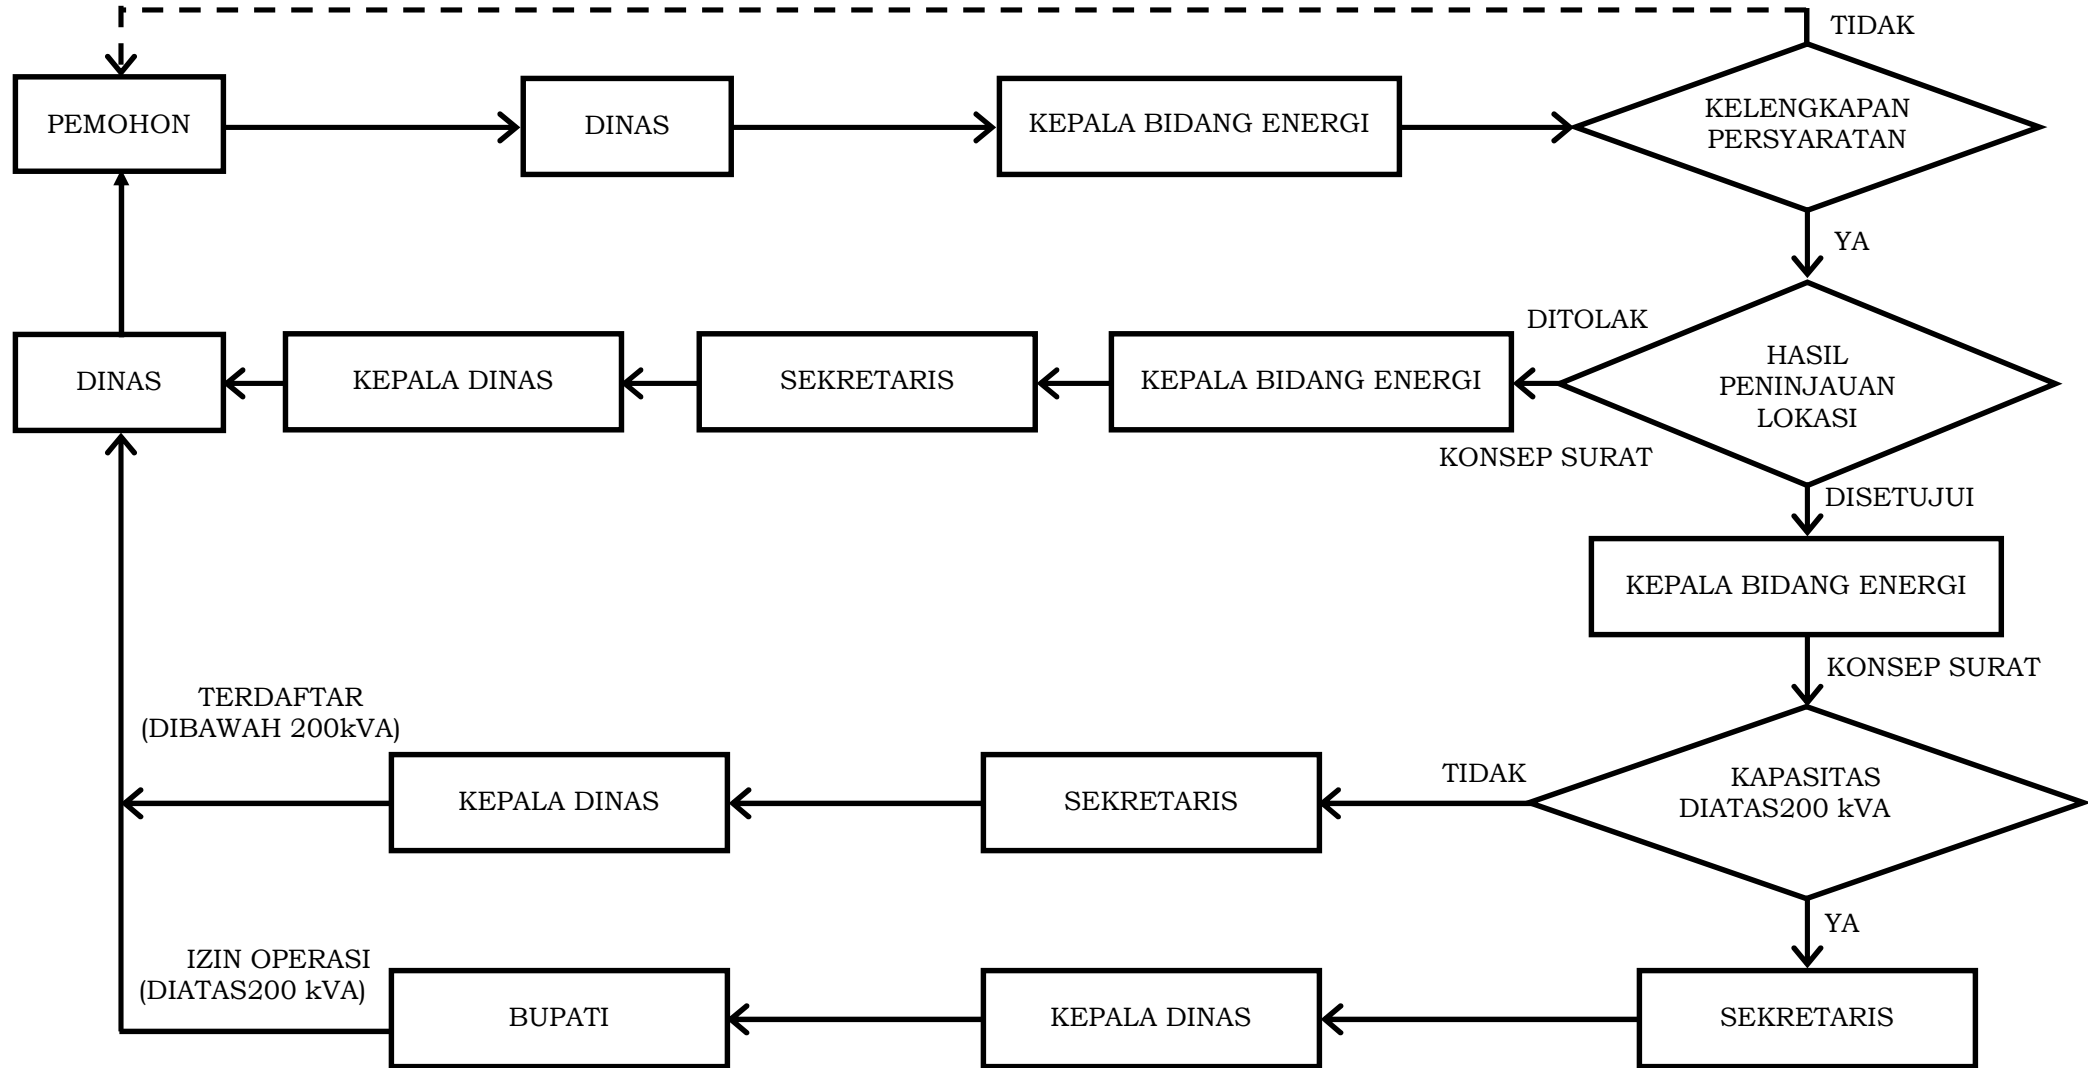 TIDAK
PEMOHON
DINAS
KEPALA BIDANG ENERGI
KELENGKAPAN
PERSYARATAN
YA
DITOLAK
DINAS
KEPALA DINAS
SEKRETARIS
KEPALA BIDANG ENERGI
HASIL
PENINJAUAN
LOKASI
KONSEP SURAT
DISETUJUI
KEPALA BIDANG ENERGI
KONSEP SURAT
TERDAFTAR
(DIBAWAH 200kVA)
KEPALA DINAS
SEKRETARIS
TIDAK
KAPASITAS
DIATAS200 kVA
YA
IZIN OPERASI
(DIATAS200 kVA)
BUPATI
KEPALA DINAS
SEKRETARIS